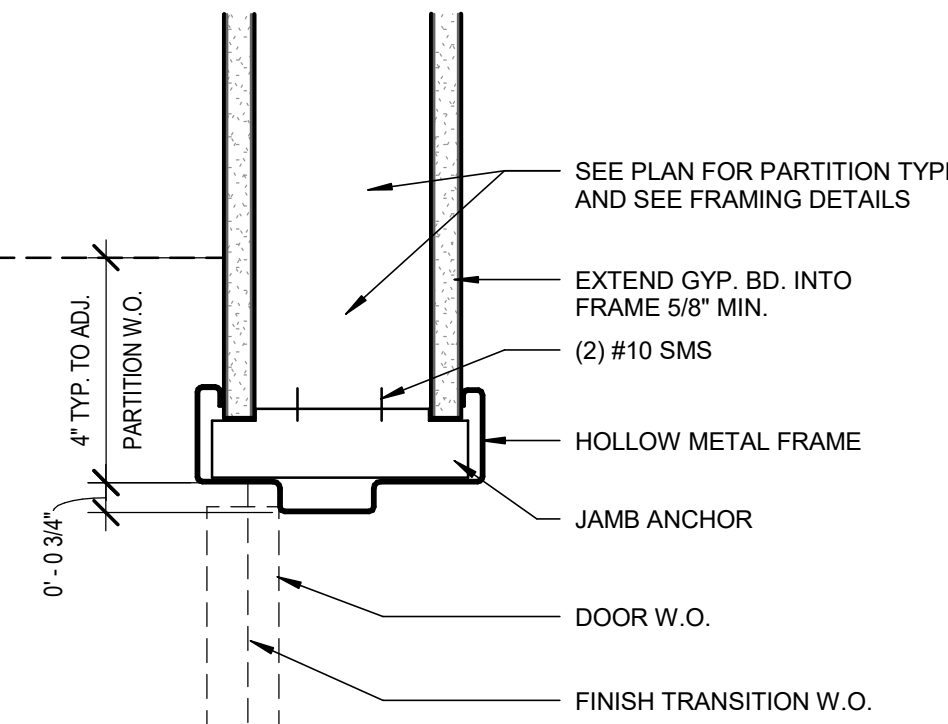 SEE PLAN FOR PARTITION TYPE
AND SEE FRAMING DETAILS
EXTEND GYP. BD. INTO
FRAME 5/8" MIN.
(2) #10 SMS
HOLLOW METAL FRAME
JAMB ANCHOR
DOOR W.O.
FINISH TRANSITION W.O.
4" TYP. TO ADJ.
PARTITION W.O.
0' - 0 3/4"